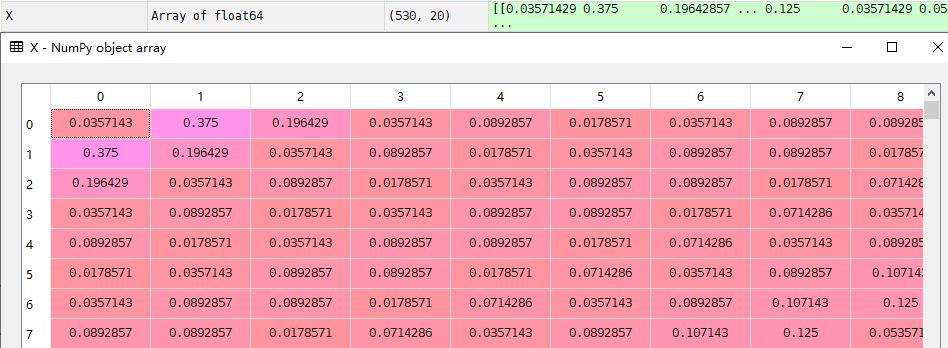 X Array of float64 (530, 20) [[0.03571429 0.375 0.19642857 ... 0.125 0.03571429 0.05
...
X - NumPy object array
0 1 2 3 4 5 6 7 8
0 0.0357143 0.375 0.196429 0.0357143 0.0892857 0.0178571 0.0357143 0.0892857 0.089285
1 0.375 0.196429 0.0357143 0.0892857 0.0178571 0.0357143 0.0892857 0.0892857 0.017857
2 0.196429 0.0357143 0.0892857 0.0178571 0.0357143 0.0892857 0.0892857 0.0178571 0.071428
3 0.0357143 0.0892857 0.0178571 0.0357143 0.0892857 0.0892857 0.0178571 0.0714286 0.035714
4 0.0892857 0.0178571 0.0357143 0.0892857 0.0892857 0.0178571 0.0714286 0.0357143 0.089285
5 0.0178571 0.0357143 0.0892857 0.0892857 0.0178571 0.0714286 0.0357143 0.0892857 0.10714
6 0.0357143 0.0892857 0.0892857 0.0178571 0.0714286 0.0357143 0.0892857 0.107143 0.125
7 0.0892857 0.0892857 0.0178571 0.0714286 0.0357143 0.0892857 0.107143 0.125 0.053571